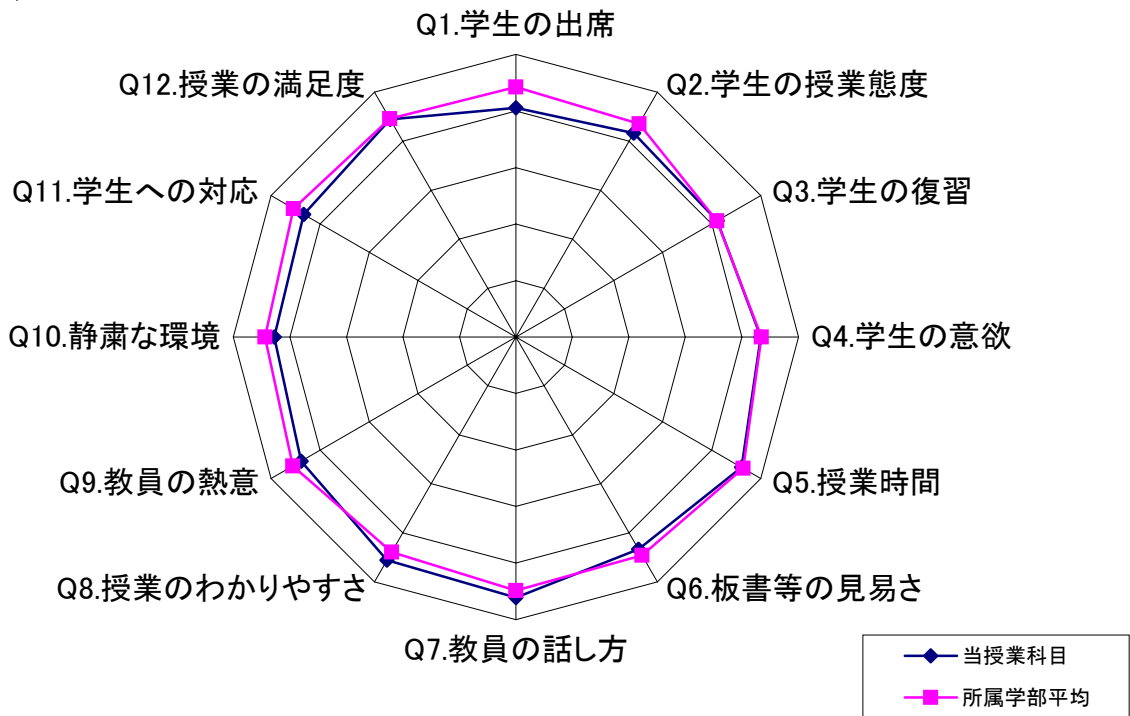 Q1.学生の出席
Q2.学生の授業態度
Q3.学生の復習
Q4.学生の意欲
Q5.授業時間
Q6.板書等の見易さ
Q7.教員の話し方
Q8.授業のわかりやすさ
Q9.教員の熱意
Q10.静粛な環境
Q11.学生への対応
Q12.授業の満足度
当授業科目
所属学部平均